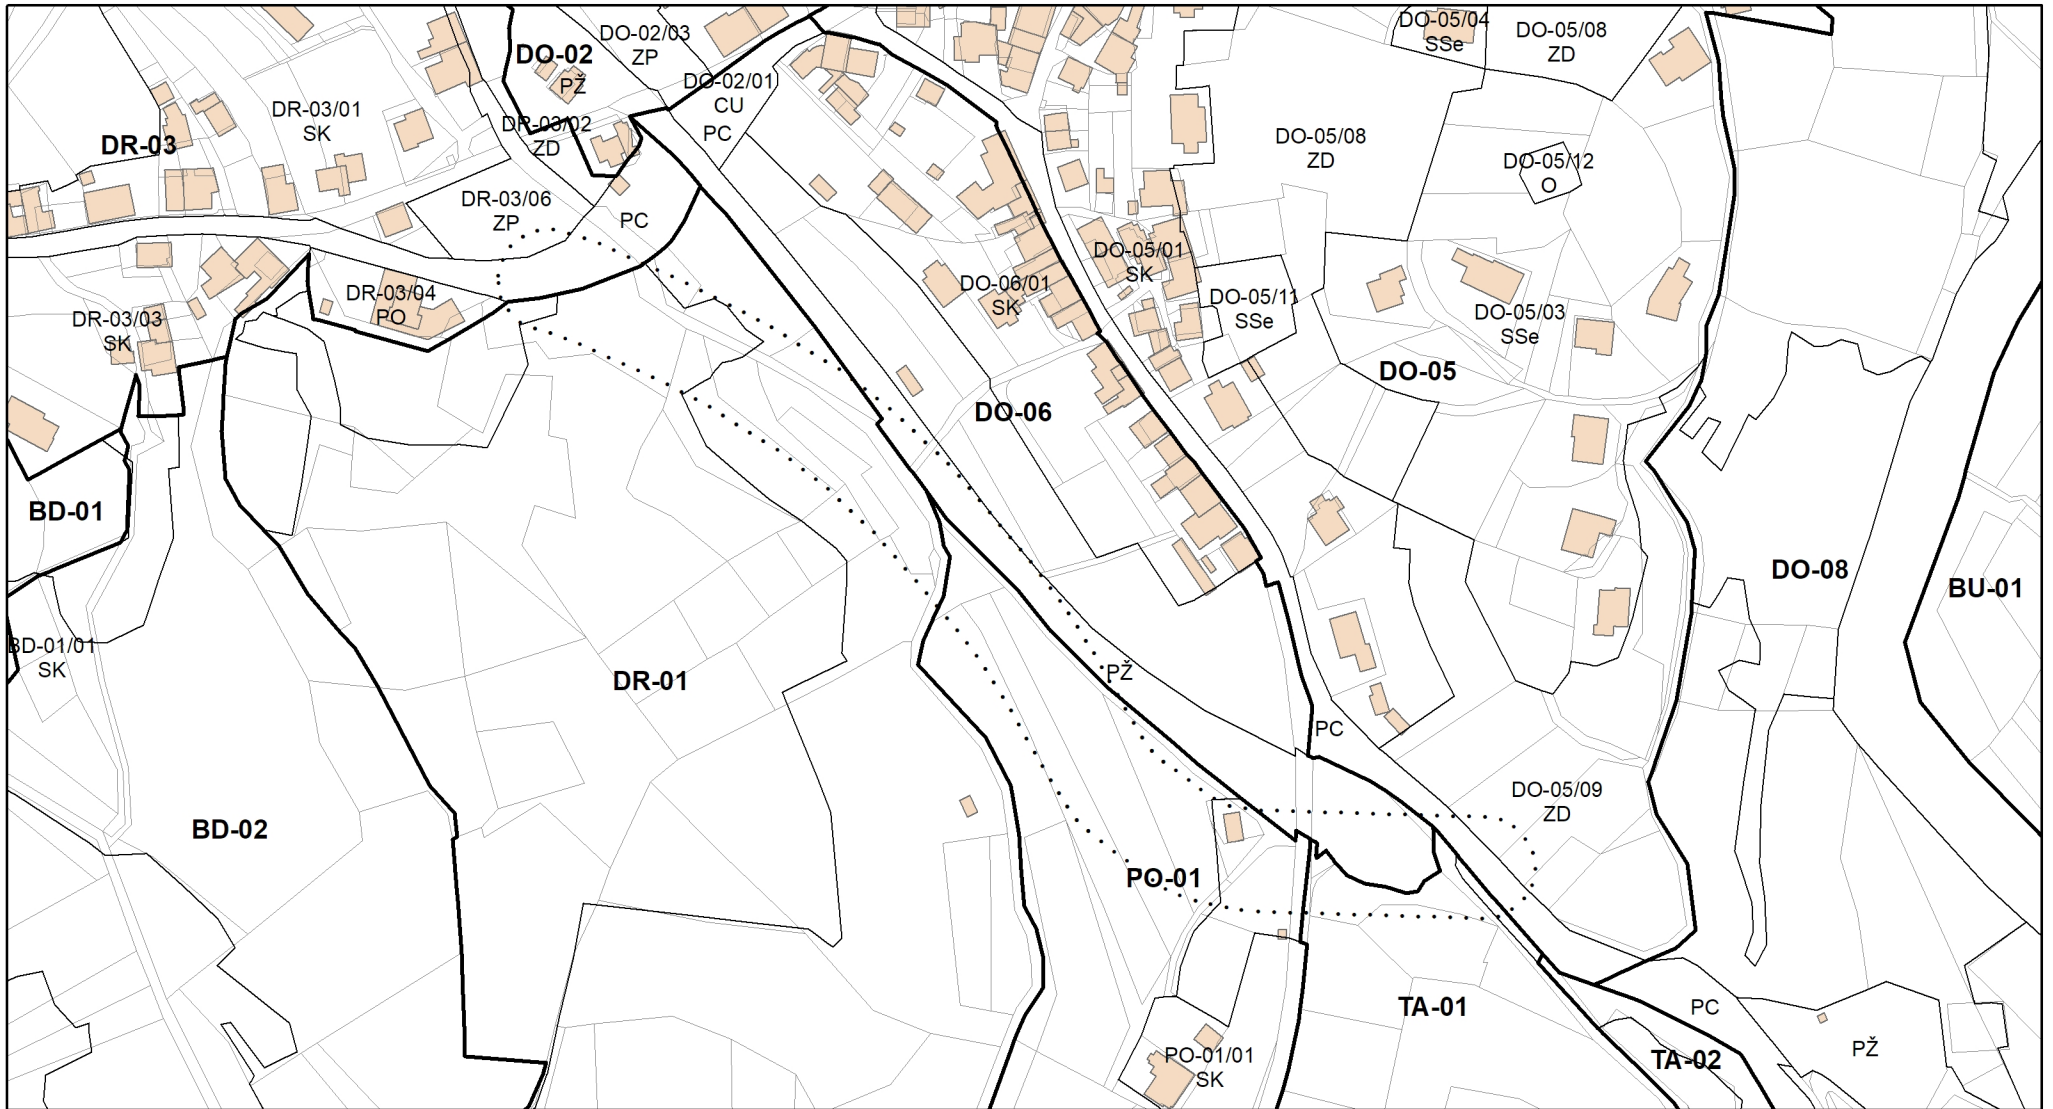 DO-05/04
SSe
DO-05/08
ZD
DO-02/03
ZP
DO-02
PŽ
DO-02/01
CU
PC
DR-03/01
SK
DR-03
DR-03/02
ZD
DO-05/08
ZD
DO-05/12
O
DR-03/06
ZP
PC
DO-05/01
SK
DO-06/01
SK
DR-03/04
PO
DO-05/11
SSe
DO-05/03
SSe
DR-03/03
SK
DO-05
DO-06
BD-01
DO-08
BU-01
BD-01/01
SK
DR-01
PŽ
PC
DO-05/09
ZD
BD-02
PO-01
TA-01
PC
PO-01/01
SK
TA-02
PŽ